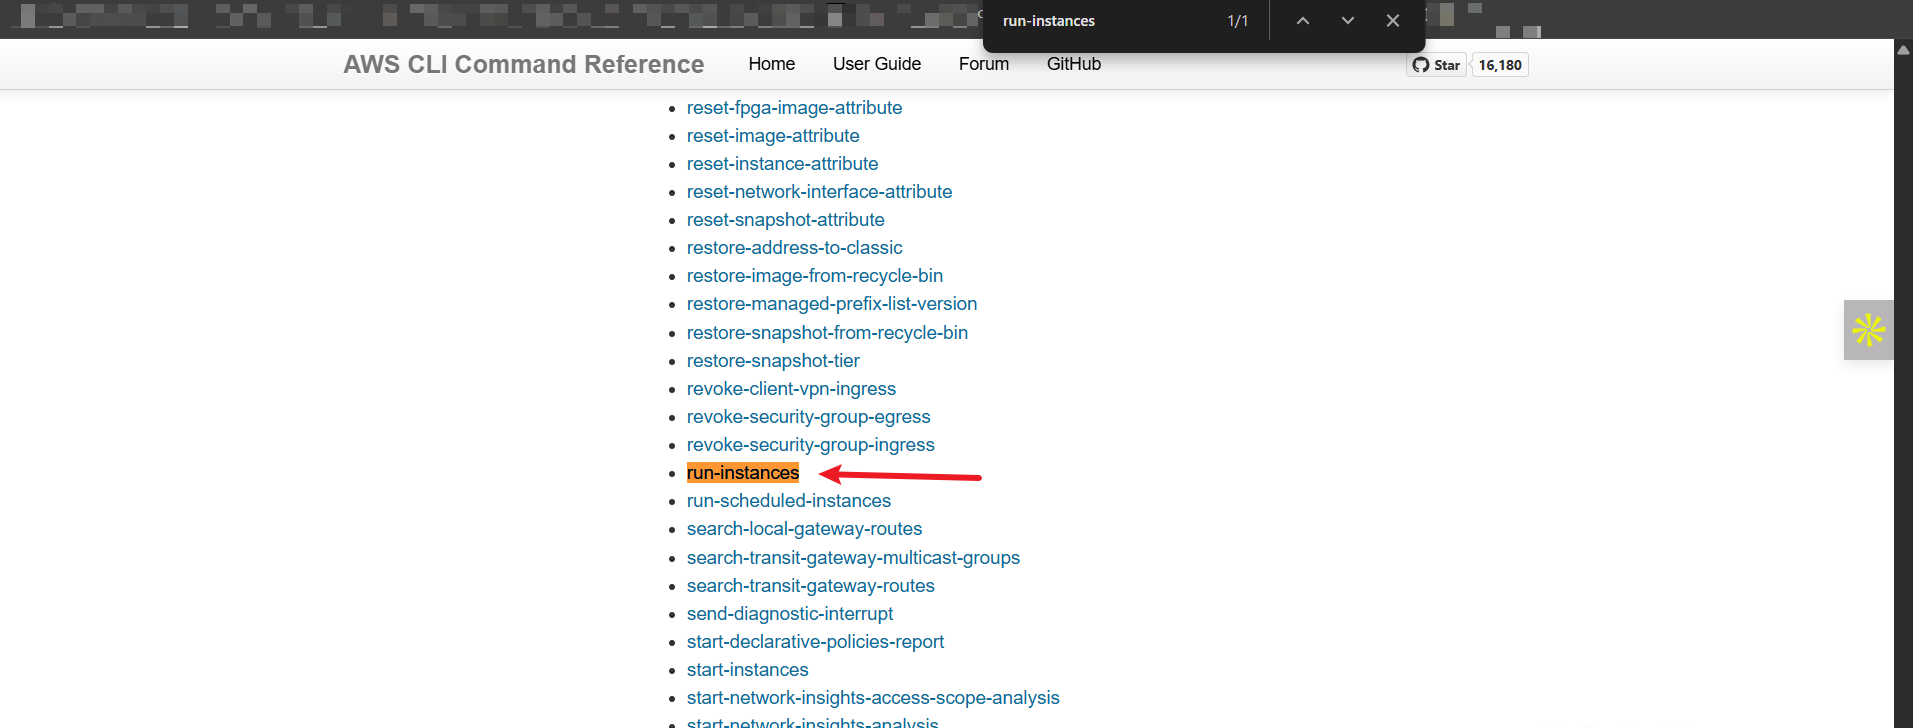 run-instances 1/1
AWS CLI Command Reference Home User Guide Forum GitHub Star 16,180
reset-fpga-image-attribute
reset-image-attribute
reset-instance-attribute
reset-network-interface-attribute
reset-snapshot-attribute
restore-address-to-classic
restore-image-from-recycle-bin
restore-managed-prefix-list-version
restore-snapshot-from-recycle-bin
restore-snapshot-tier
revoke-client-vpn-ingress
revoke-security-group-egress
revoke-security-group-ingress
run-instances
run-scheduled-instances
search-local-gateway-routes
search-transit-gateway-multicast-groups
search-transit-gateway-routes
send-diagnostic-interrupt
start-declarative-policies-report
start-instances
start-network-insights-access-scope-analysis
start-network-insights-analysis